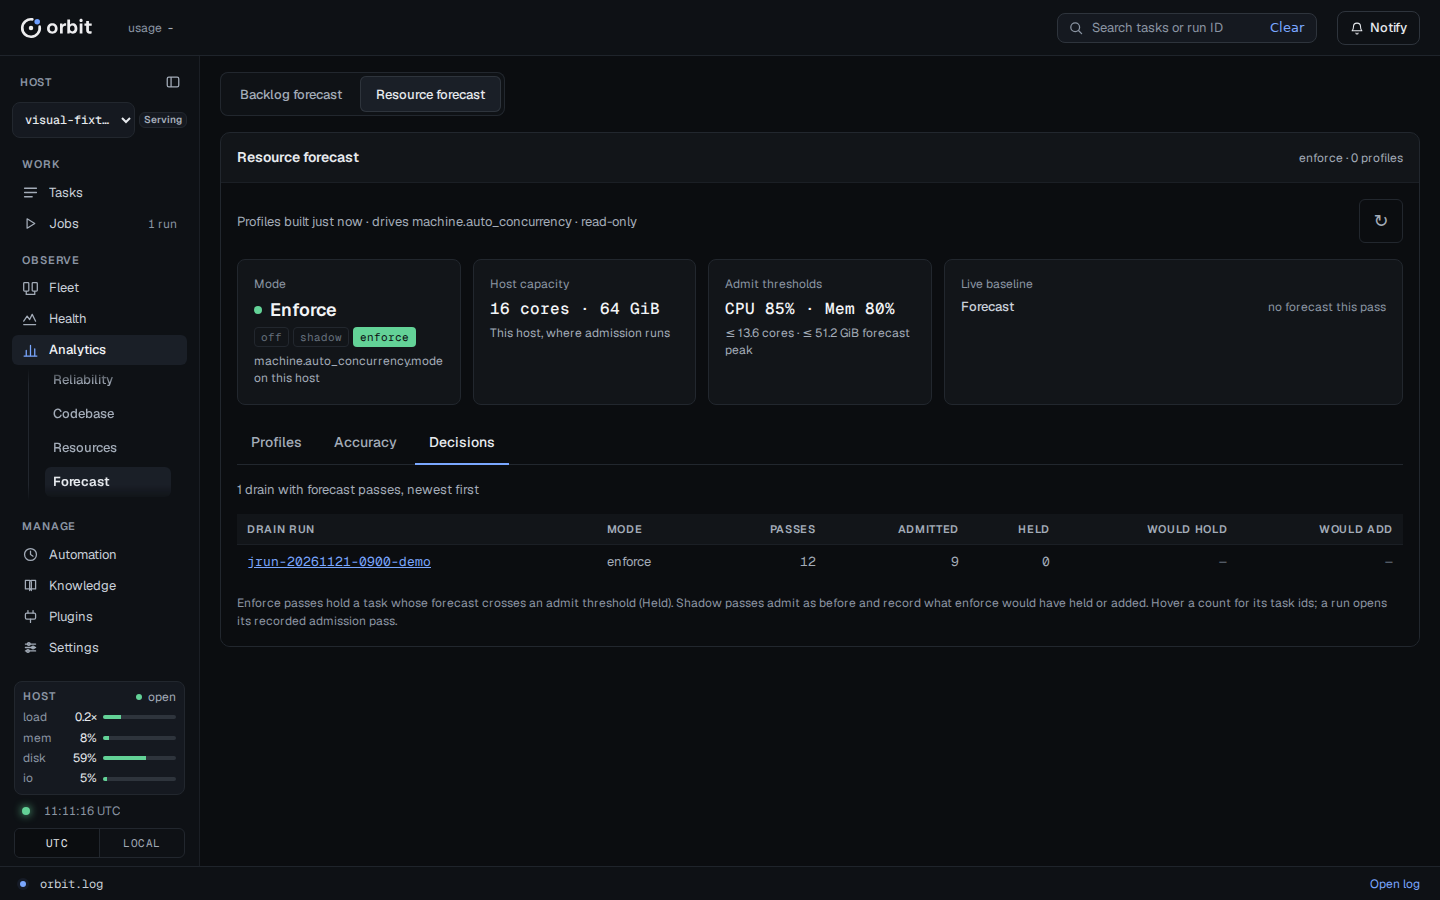 orbit
usage -
Search tasks or run ID
Clear
Notify
HOST
visual-fixt…
Serving
WORK
Tasks
Jobs
1 run
OBSERVE
Fleet
Health
Analytics
Reliability
Codebase
Resources
Forecast
MANAGE
Automation
Knowledge
Plugins
Settings
HOST
open
load 0.2×
mem 8%
disk 59%
io 5%
11:11:16 UTC
UTC
LOCAL
Backlog forecast
Resource forecast
Resource forecast
enforce · 0 profiles
Profiles built just now · drives machine.auto_concurrency · read-only
↻
Mode
Enforce
off
shadow
enforce
machine.auto_concurrency.mode
on this host
Host capacity
16 cores · 64 GiB
This host, where admission runs
Admit thresholds
CPU 85% · Mem 80%
≤ 13.6 cores · ≤ 51.2 GiB forecast
peak
Live baseline
Forecast
no forecast this pass
Profiles
Accuracy
Decisions
1 drain with forecast passes, newest first
DRAIN RUN MODE PASSES ADMITTED HELD WOULD HOLD WOULD ADD
jrun-20261121-0900-demo enforce 12 9 0 — —
Enforce passes hold a task whose forecast crosses an admit threshold (Held). Shadow passes admit as before and record what enforce would have held or added. Hover a count for its task ids; a run opens
its recorded admission pass.
orbit.log
Open log